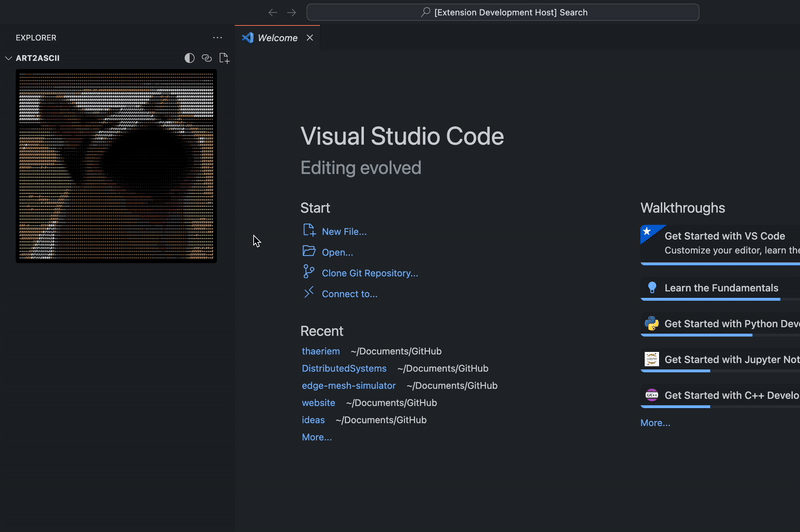 [Extension Development Host] Search
EXPLORER
Welcome
ART2ASCII
Visual Studio Code
Editing evolved
Start
New File...
Open...
Clone Git Repository...
Connect to...
Recent
thaeriem ~/Documents/GitHub
DistributedSystems ~/Documents/GitHub
edge-mesh-simulator ~/Documents/GitHub
website ~/Documents/GitHub
ideas ~/Documents/GitHub
More...
Walkthroughs
Get Started with VS Code
Customize your editor, learn the
Learn the Fundamentals
Get Started with Python Deve
Get Started with Jupyter Not
Get Started with C++ Develo
More...